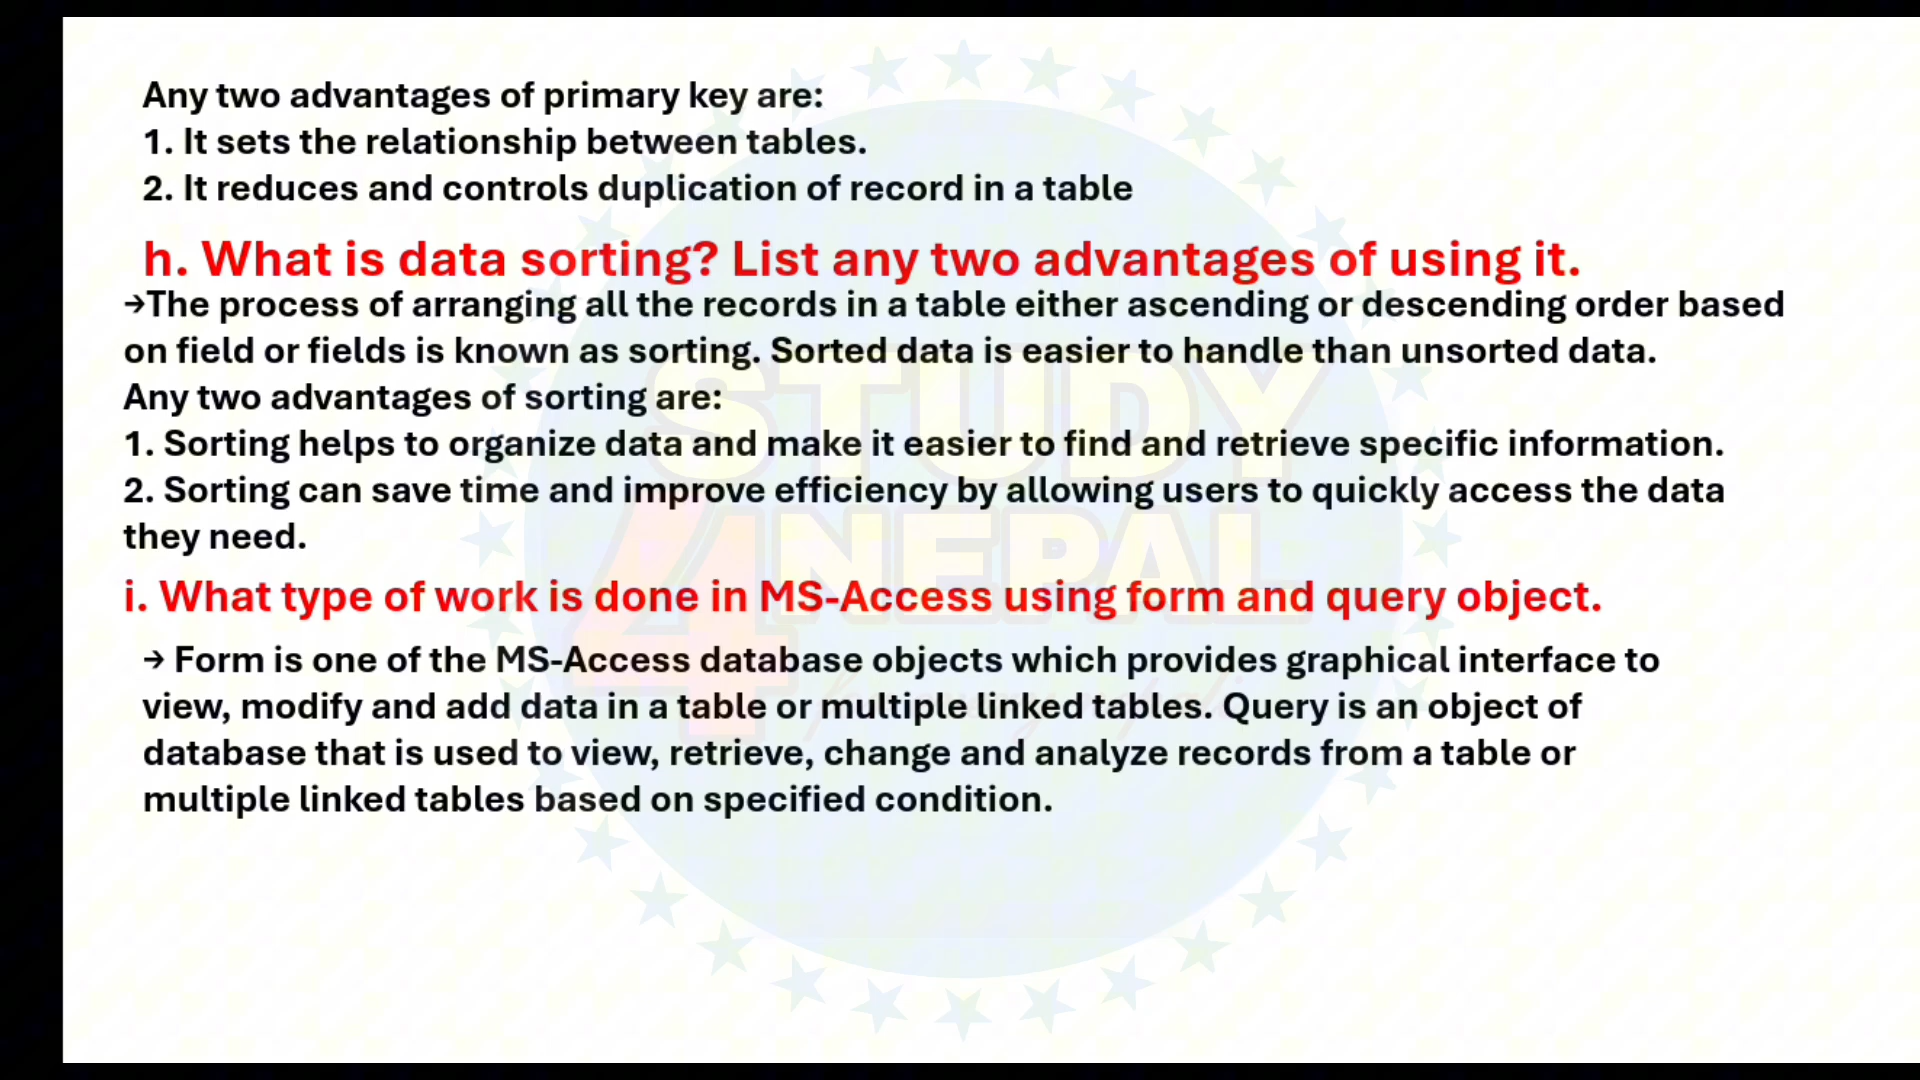 Any two advantages of primary key are:
1. It sets the relationship between tables.
2. It reduces and controls duplication of record in a table
h. What is data sorting? List any two advantages of using it.
→The process of arranging all the records in a table either ascending or descending order based
on field or fields is known as sorting. Sorted data is easier to handle than unsorted data.
Any two advantages of sorting are:
1. Sorting helps to organize data and make it easier to find and retrieve specific information.
2. Sorting can save time and improve efficiency by allowing users to quickly access the data
they need.
i. What type of work is done in MS-Access using form and query object.
→ Form is one of the MS-Access database objects which provides graphical interface to
view, modify and add data in a table or multiple linked tables. Query is an object of
database that is used to view, retrieve, change and analyze records from a table or
multiple linked tables based on specified condition.
STUDY
4 NEPAL